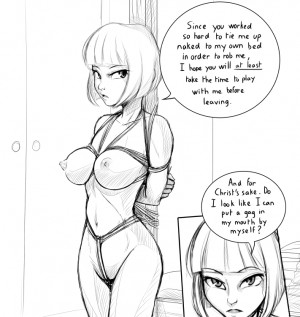 Since you worked
so hard to tie me up
naked to my own bed
in order to rob me,
I hope you will at least
take the time to play
with me before
leaving.
And for
Christ's sake. Do
I look like I can
put a gag in
my mouth by
myself?